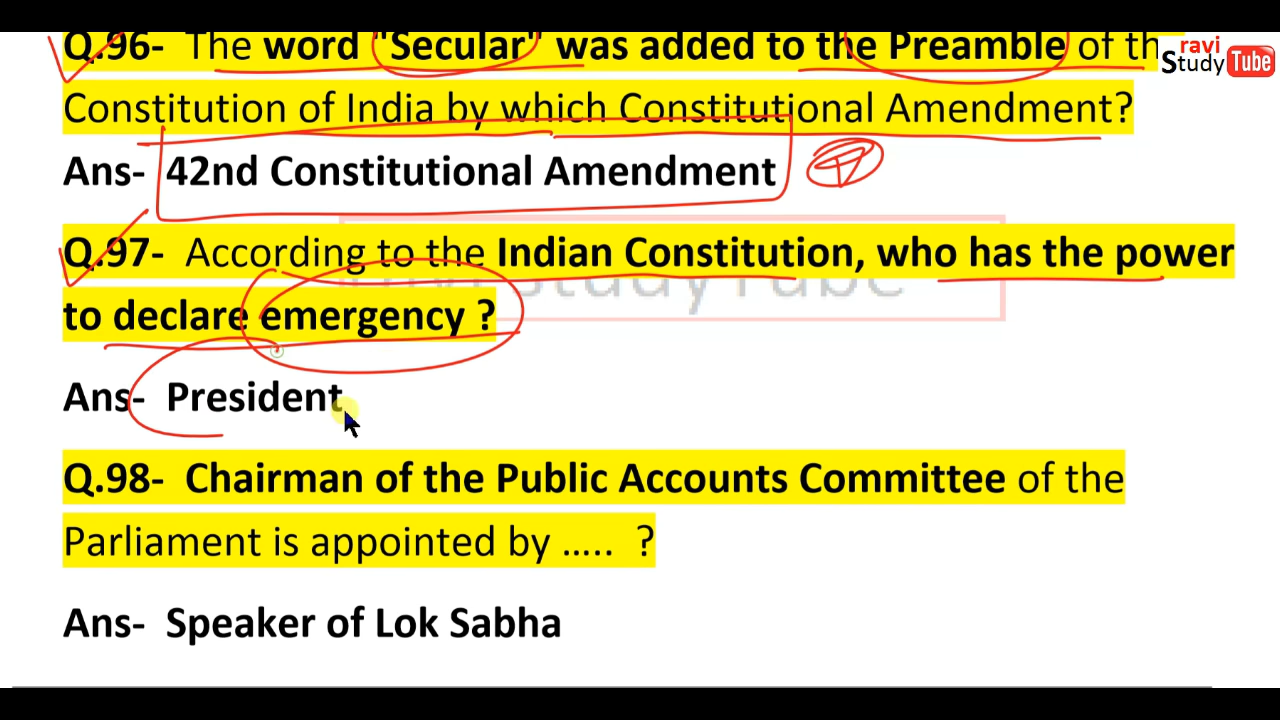 Q.96- The word "Secular" was added to the Preamble of th
ravi
Study Tube
Constitution of India by which Constitutional Amendment?
Ans- 42nd Constitutional Amendment
Q.97- According to the Indian Constitution, who has the power
StudyTube
to declare emergency ?
Ans- President
Q.98- Chairman of the Public Accounts Committee of the
Parliament is appointed by ..... ?
Ans- Speaker of Lok Sabha